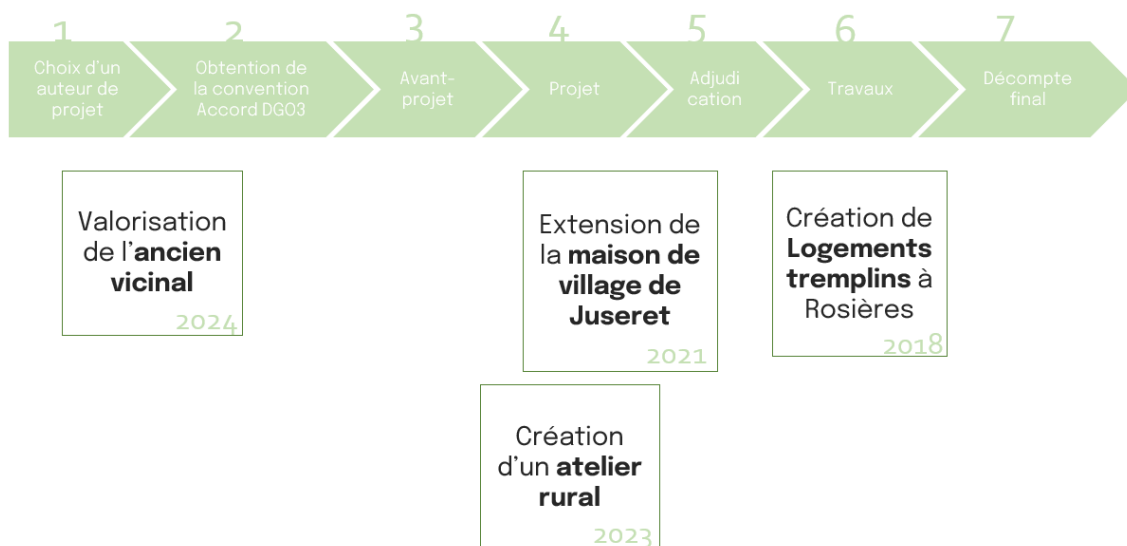 1
Choix d'un
auteur de
projet
2
Obtention de
la convention
Accord DGO3
3
Avant-
projet
4
Projet
5
Adjudi
cation
6
Travaux
7
Décompte
final
Valorisation
de l'ancien
vicinal
2024
Extension de
la maison de
village de
Juseret
2021
Création de
Logements
tremplins à
Rosières
2018
Création
d'un atelier
rural
2023